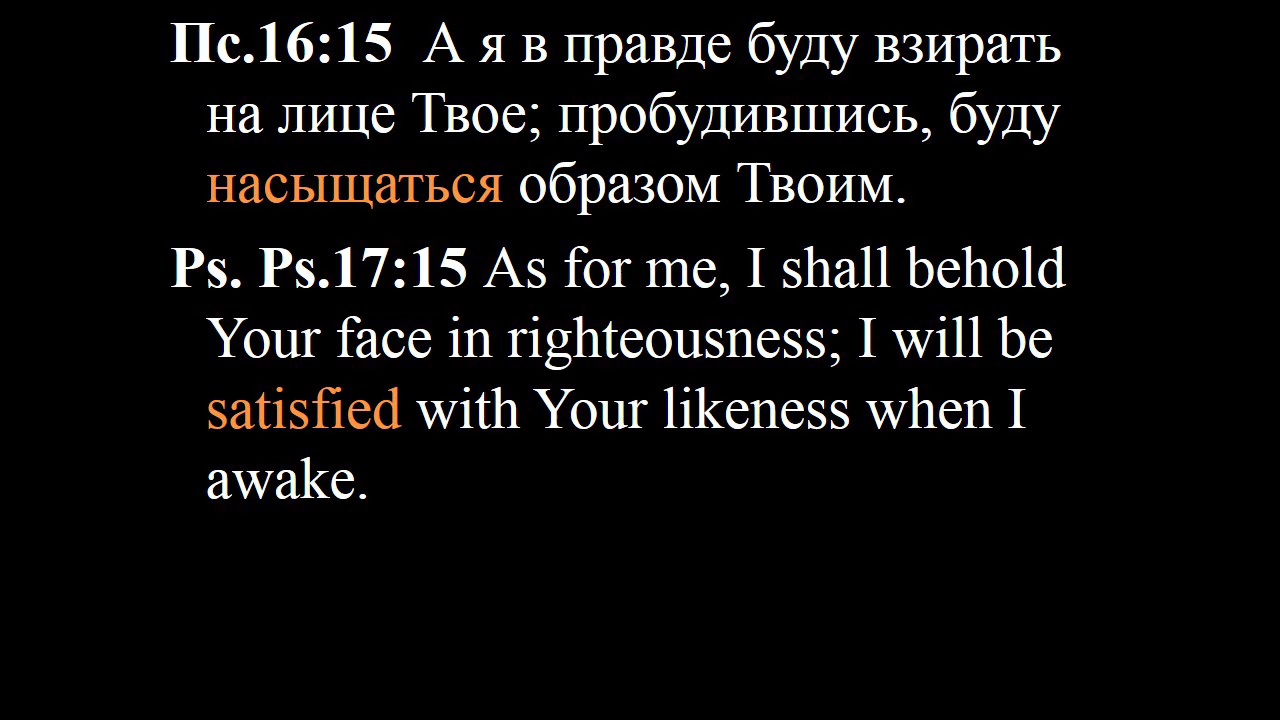 Пс.16:15 А я в правде буду взирать
на лице Твое; пробудившись, буду
насыщаться образом Твоим.
Ps. Ps.17:15 As for me, I shall behold
Your face in righteousness; I will be
satisfied with Your likeness when I
awake.